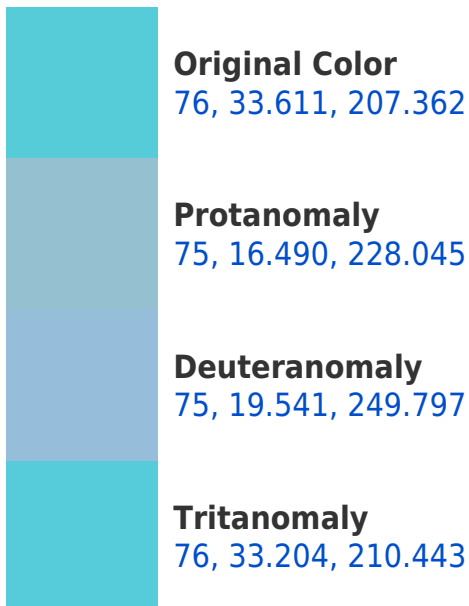 Original Color
76, 33.611, 207.362
Protanomaly
75, 16.490, 228.045
Deuteranomaly
75, 19.541, 249.797
Tritanomaly
76, 33.204, 210.443